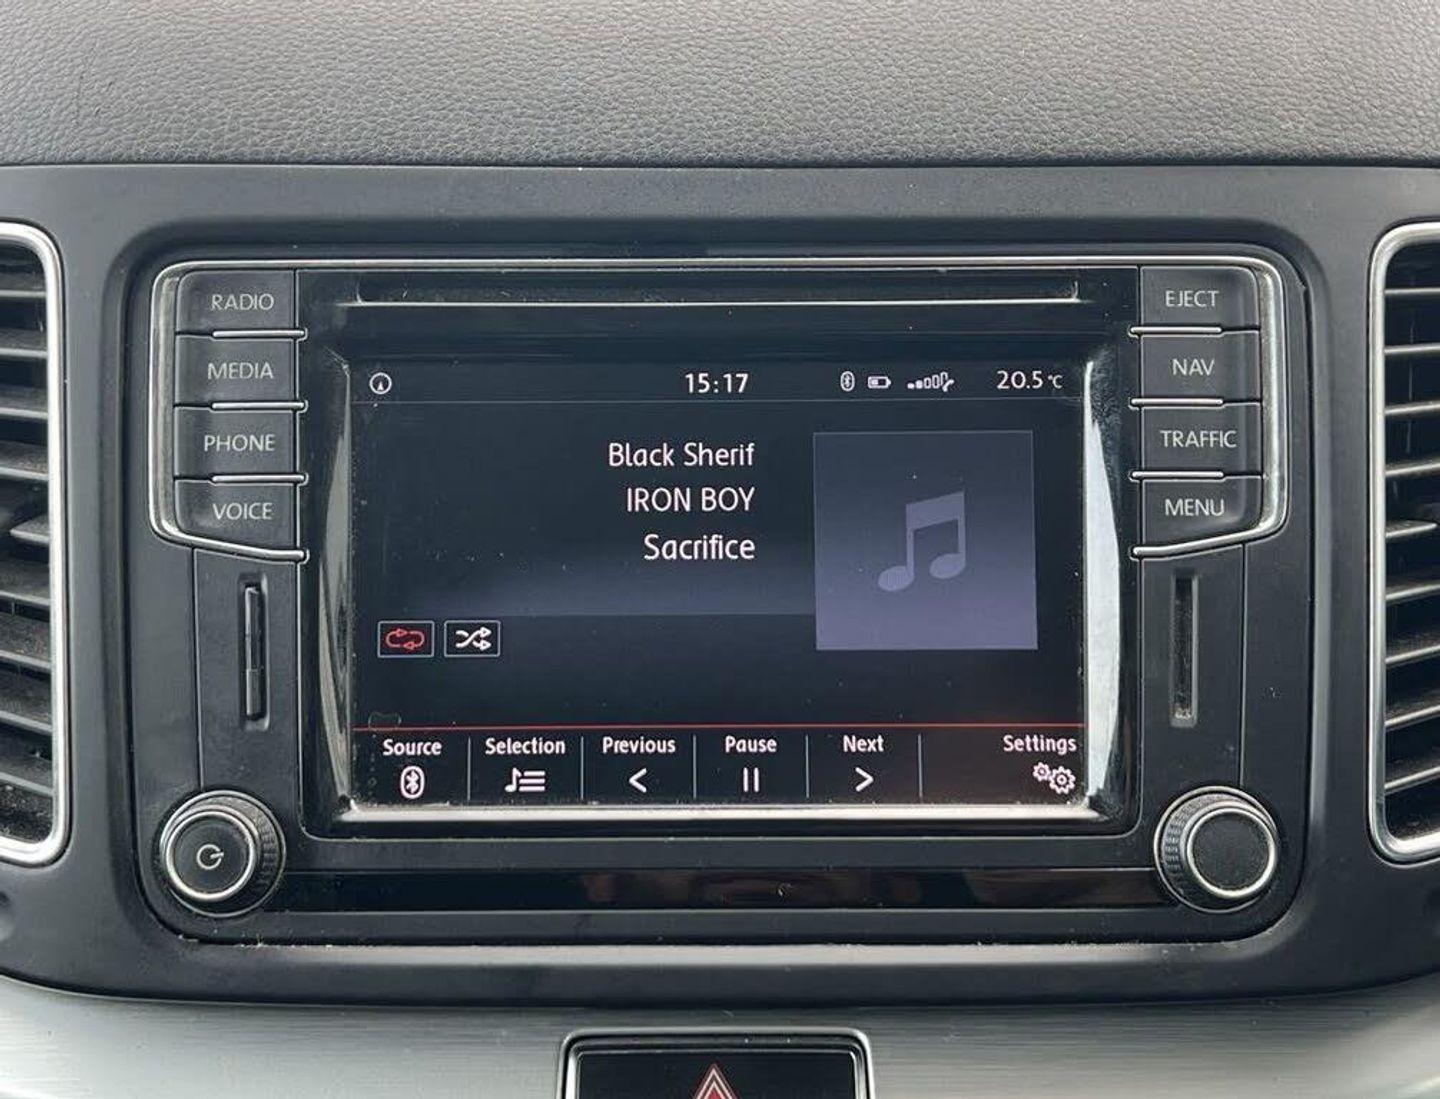 RADIO
MEDIA
PHONE
VOICE
EJECT
NAV
TRAFFIC
MENU
15:17
20.5 °C
Black Sherif
IRON BOY
Sacrifice
Source
Selection
Previous
Pause
Next
Settings